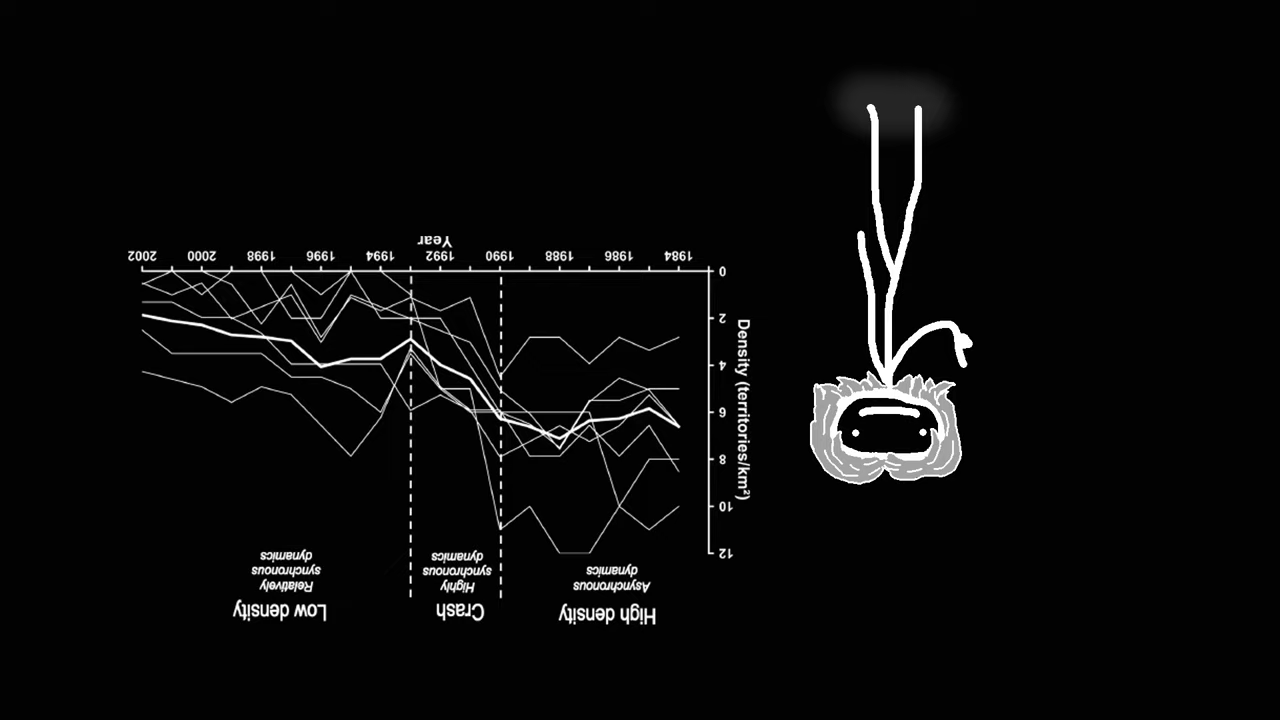 High density
Crash
Low density
Asynchronous
dynamics
Highly
synchronous
dynamics
Relatively
synchronous
dynamics
12
10
8
6
4
2
0
Density (territories/km²)
1984 1986 1988 1990 1992 1994 1996 1998 2000 2002
Year